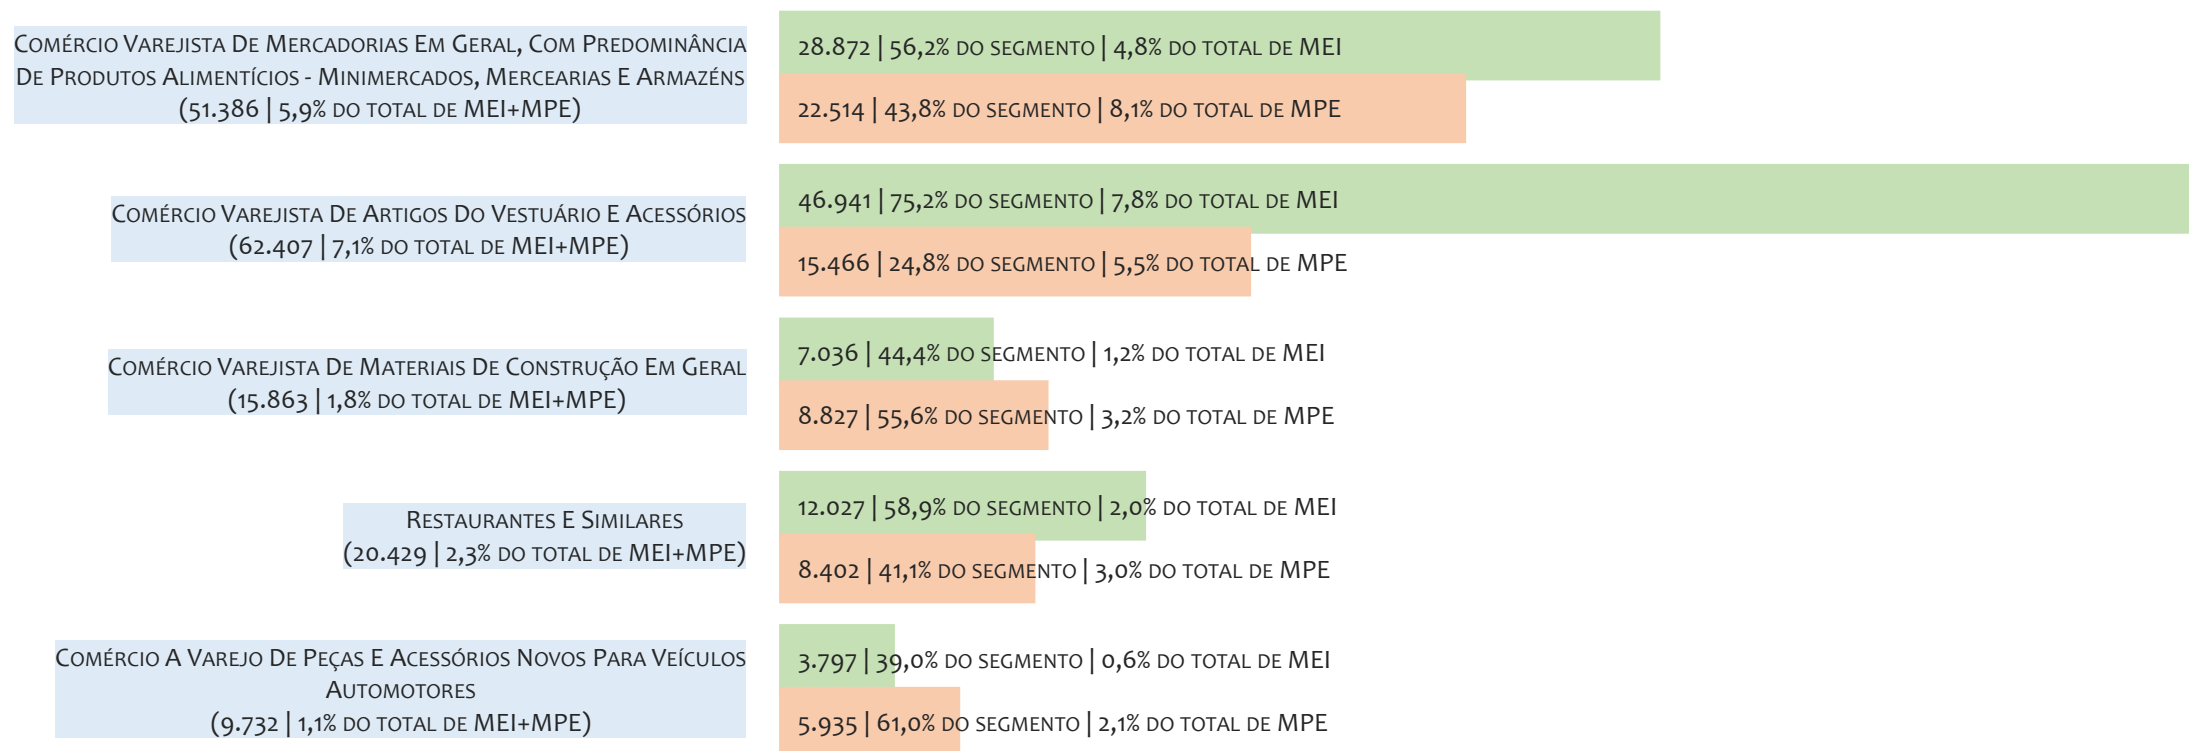 Comércio Varejista De Mercadorias Em Geral, Com Predominância
De Produtos Alimentícios - Minimercados, Mercearias E Armazéns
(51.386 | 5,9% do total de MEI+MPE)
28.872 | 56,2% do segmento | 4,8% do total de MEI
22.514 | 43,8% do segmento | 8,1% do total de MPE
Comércio Varejista De Artigos Do Vestuário E Acessórios
(62.407 | 7,1% do total de MEI+MPE)
46.941 | 75,2% do segmento | 7,8% do total de MEI
15.466 | 24,8% do segmento | 5,5% do total de MPE
Comércio Varejista De Materiais De Construção Em Geral
(15.863 | 1,8% do total de MEI+MPE)
7.036 | 44,4% do segmento | 1,2% do total de MEI
8.827 | 55,6% do segmento | 3,2% do total de MPE
Restaurantes E Similares
(20.429 | 2,3% do total de MEI+MPE)
12.027 | 58,9% do segmento | 2,0% do total de MEI
8.402 | 41,1% do segmento | 3,0% do total de MPE
Comércio A Varejo De Peças E Acessórios Novos Para Veículos
Automotores
(9.732 | 1,1% do total de MEI+MPE)
3.797 | 39,0% do segmento | 0,6% do total de MEI
5.935 | 61,0% do segmento | 2,1% do total de MPE